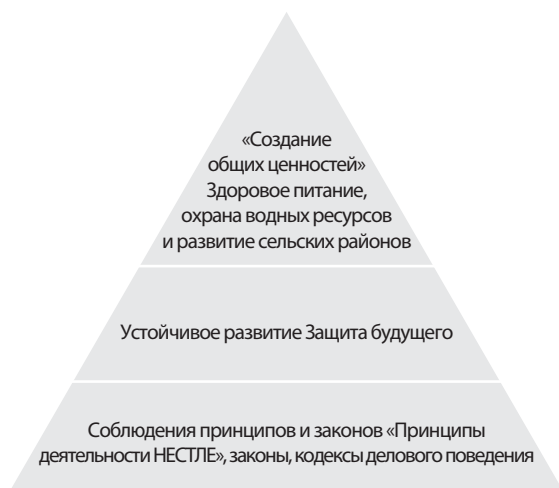 «Создание
общих ценностей»
Здоровое питание,
охрана водных ресурсов
и развитие сельских районов
Устойчивое развитие Защита будущего
Соблюдения принципов и законов «Принципы
деятельности НЕСТЛЕ», законы, кодексы делового поведения